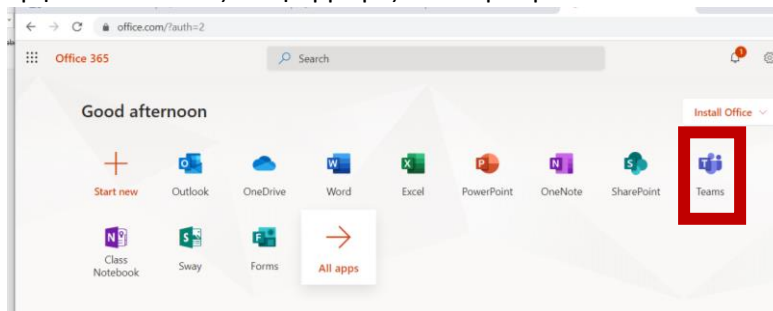 office.com/?auth=2
Office 365
Search
1
Good afternoon
Install Office
Start new
Outlook
OneDrive
Word
Excel
PowerPoint
OneNote
SharePoint
Teams
Class
Notebook
Sway
Forms
All apps